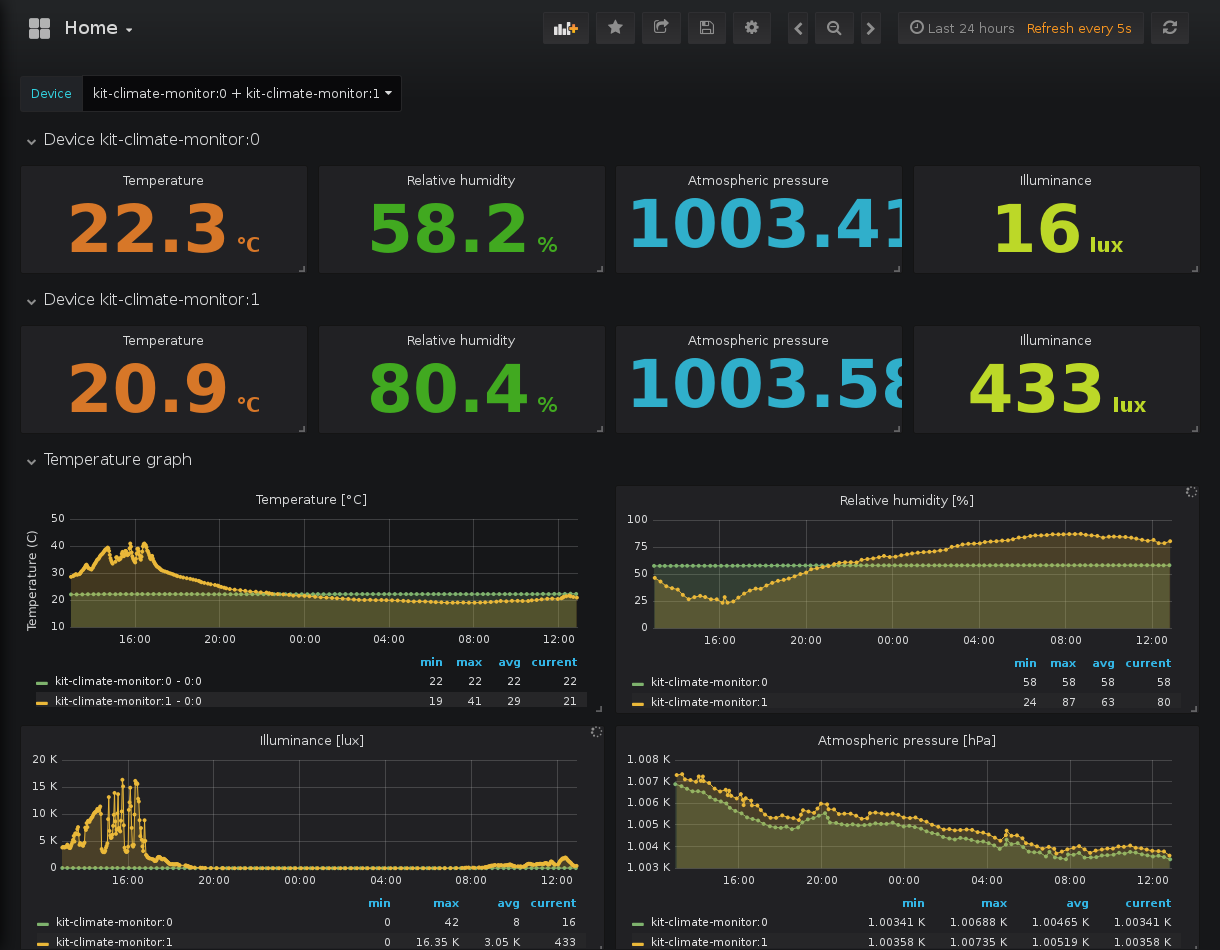 Home
Last 24 hours Refresh every 5s
Device kit-climate-monitor:0 + kit-climate-monitor:1
Device kit-climate-monitor:0
Temperature Relative humidity Atmospheric pressure Illuminance
22.3 °C 58.2 % 1003.41 16 lux
Device kit-climate-monitor:1
Temperature Relative humidity Atmospheric pressure Illuminance
20.9 °C 80.4 % 1003.58 433 lux
Temperature graph
Temperature [°C]
Temperature (C)
50
40
30
20
10
16:00 20:00 00:00 04:00 08:00 12:00
min max avg current
kit-climate-monitor:0 - 0:0 22 22 22 22
kit-climate-monitor:1 - 0:0 19 41 29 21
Relative humidity [%]
100
75
50
25
0
16:00 20:00 00:00 04:00 08:00 12:00
min max avg current
kit-climate-monitor:0 58 58 58 58
kit-climate-monitor:1 24 87 63 80
Illuminance [lux]
20 K
15 K
10 K
5 K
0
16:00 20:00 00:00 04:00 08:00 12:00
min max avg current
kit-climate-monitor:0 0 42 8 16
kit-climate-monitor:1 0 16.35 K 3.05 K 433
Atmospheric pressure [hPa]
1.008 K
1.007 K
1.006 K
1.005 K
1.004 K
1.003 K
16:00 20:00 00:00 04:00 08:00 12:00
min max avg current
kit-climate-monitor:0 1.00341 K 1.00688 K 1.00465 K 1.00341 K
kit-climate-monitor:1 1.00358 K 1.00735 K 1.00519 K 1.00358 K